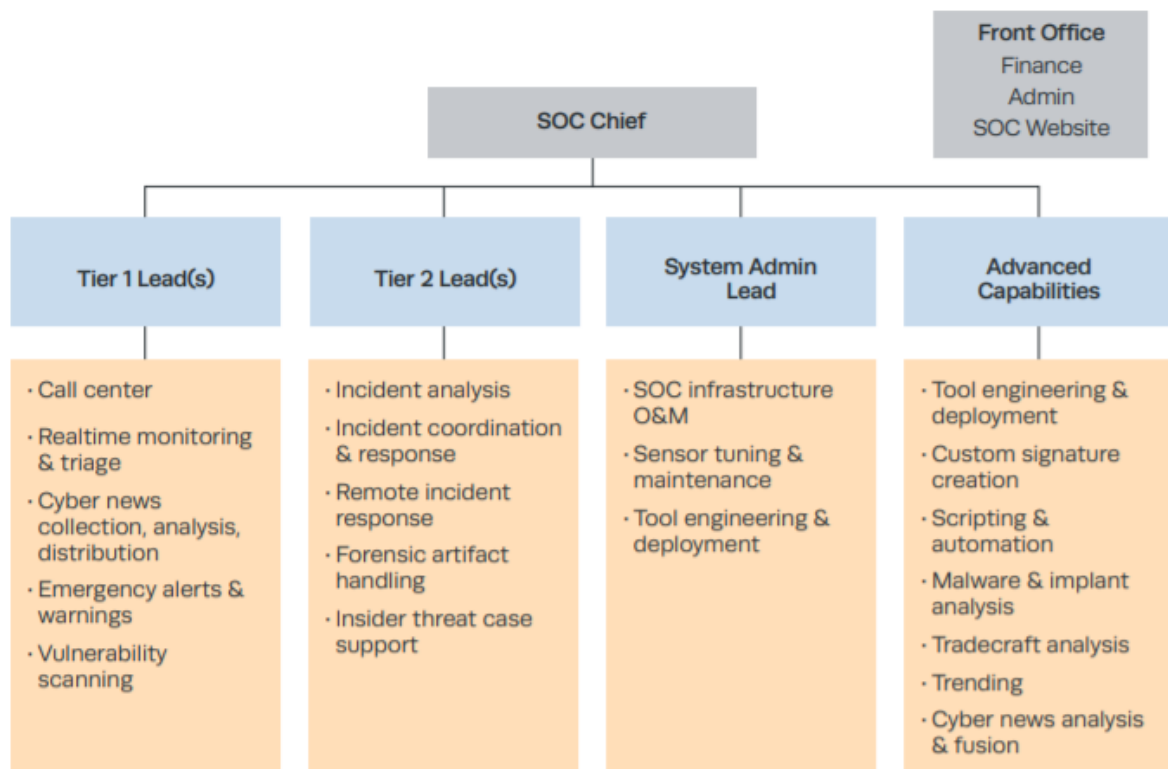 Front Office
Finance
Admin
SOC Website
SOC Chief
Tier 1 Lead(s)
Tier 2 Lead(s)
System Admin
Lead
Advanced
Capabilities
· Call center
· Realtime monitoring
& triage
· Cyber news
collection, analysis,
distribution
· Emergency alerts &
warnings
· Vulnerability
scanning
· Incident analysis
· Incident coordination
& response
· Remote incident
response
· Forensic artifact
handling
· Insider threat case
support
· SOC infrastructure
O&M
· Sensor tuning &
maintenance
· Tool engineering &
deployment
· Tool engineering &
deployment
· Custom signature
creation
· Scripting &
automation
· Malware & implant
analysis
· Tradecraft analysis
· Trending
· Cyber news analysis
& fusion